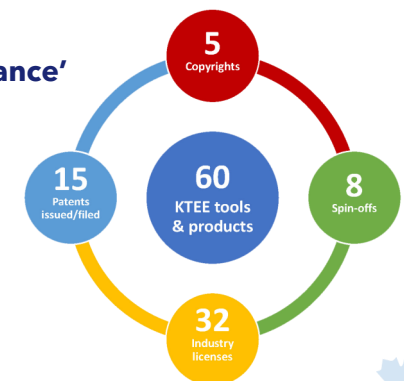 ance'
5
Copyrights
15
Patents
issued/filed
60
KTEE tools
& products
8
Spin-offs
32
Industry
licenses